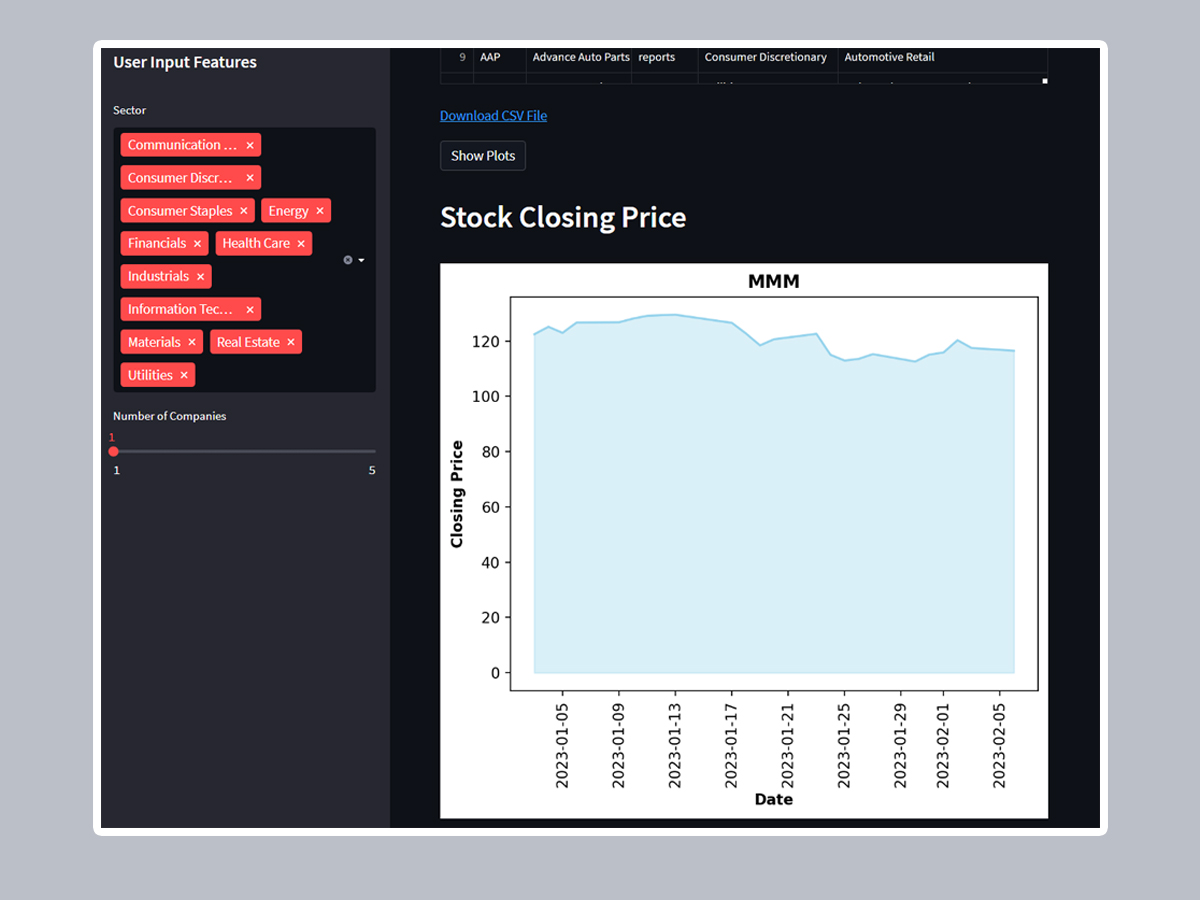 User Input Features
Sector
Communication ... ×
Consumer Discr... ×
Consumer Staples × Energy ×
Financials × Health Care ×
Industrials ×
Information Tec... ×
Materials × Real Estate ×
Utilities ×
Number of Companies
1
1 5
9 AAP Advance Auto Parts reports Consumer Discretionary Automotive Retail
Download CSV File
Show Plots
Stock Closing Price
MMM
Closing Price
120
100
80
60
40
20
0
2023-01-05
2023-01-09
2023-01-13
2023-01-17
2023-01-21
2023-01-25
2023-01-29
2023-02-01
2023-02-05
Date